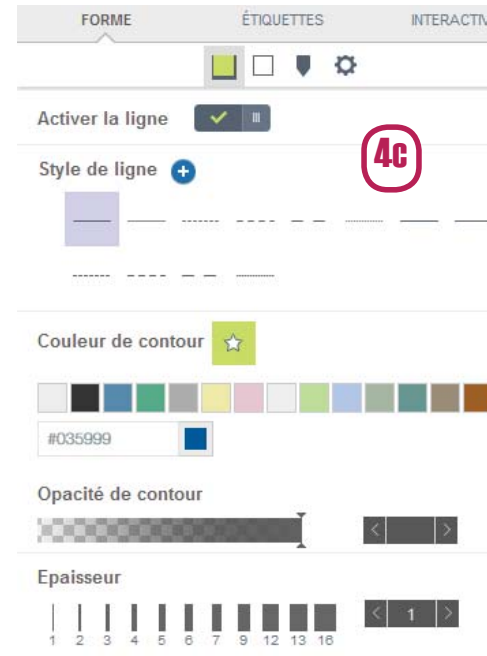 FORME ÉTIQUETTES INTERACTIV
Activer la ligne
4c
Style de ligne
Couleur de contour
#035999
Opacité de contour
Epaisseur
1
1 2 3 4 5 6 7 9 12 13 16